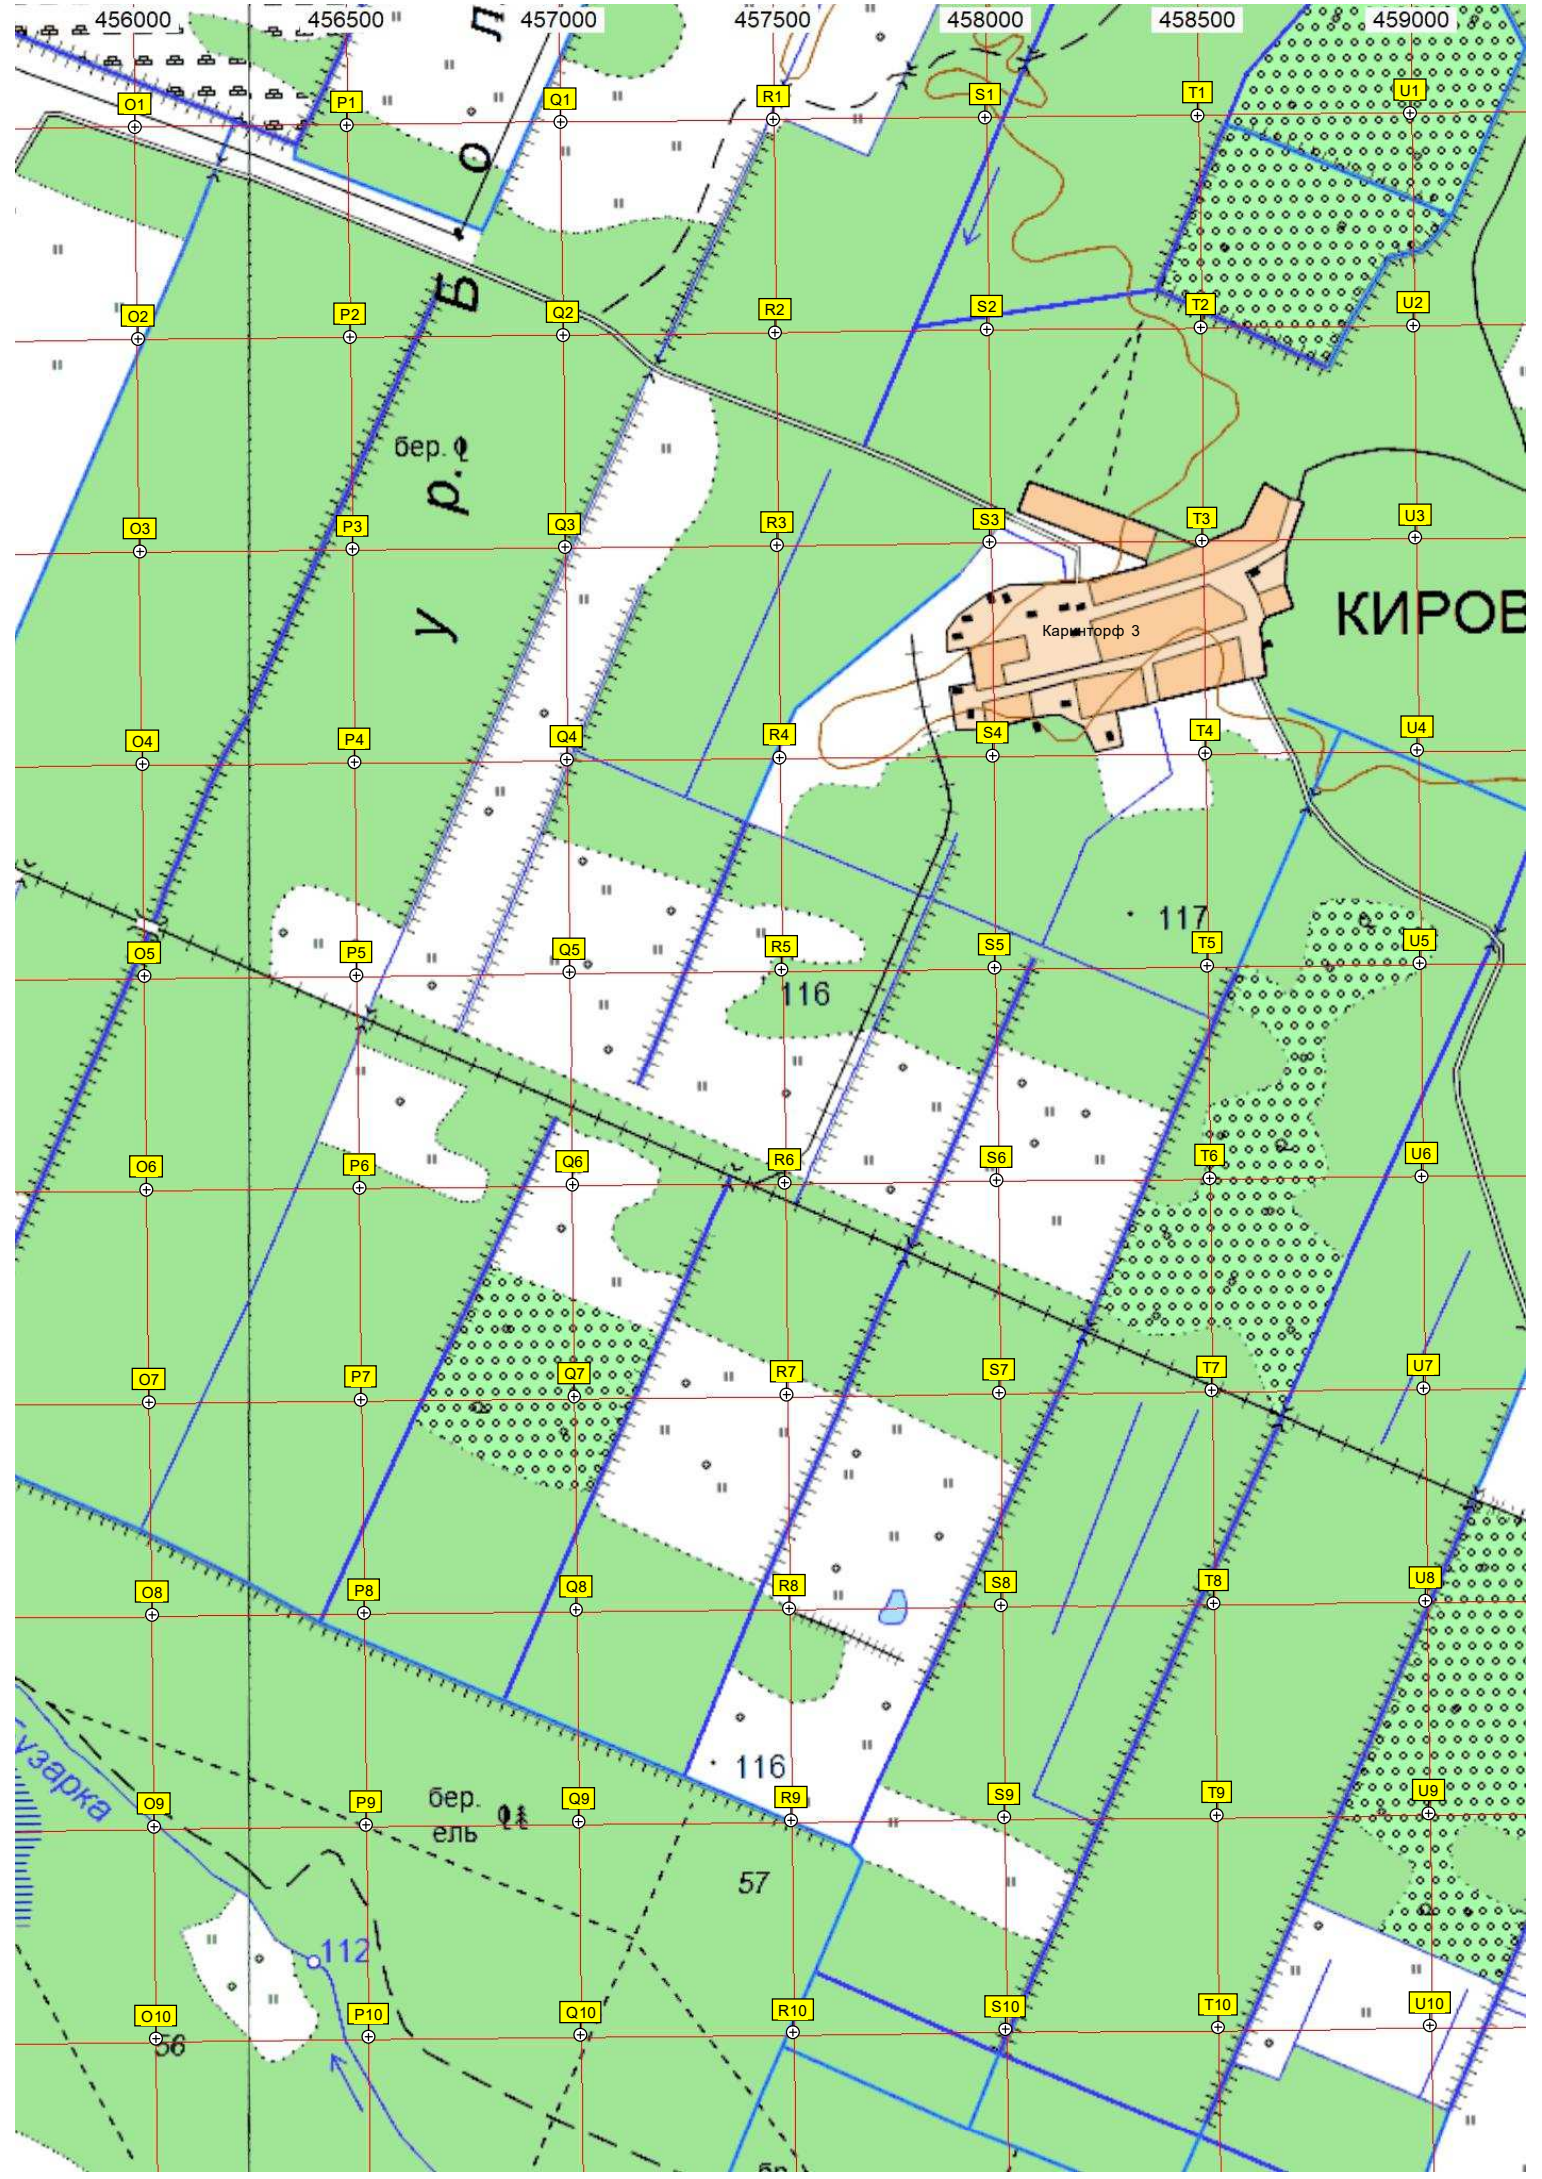 456000 456500 457000 457500 458000 458500 459000
л
O1 P1 Q1 R1 S1 T1 U1
о
Б
O2 P2 Q2 R2 S2 T2 U2
бер.
р.
O3 P3 Q3 R3 S3 T3 U3
у
КИРОВ
Каринторф 3
O4 P4 Q4 R4 S4 T4 U4
117
O5 P5 Q5 R5 S5 T5 U5
116
O6 P6 Q6 R6 S6 T6 U6
O7 P7 Q7 R7 S7 T7 U7
O8 P8 Q8 R8 S8 T8 U8
116
узарка
O9 P9 Q9 R9 S9 T9 U9
бер.
ель
57
112
O10 P10 Q10 R10 S10 T10 U10
56